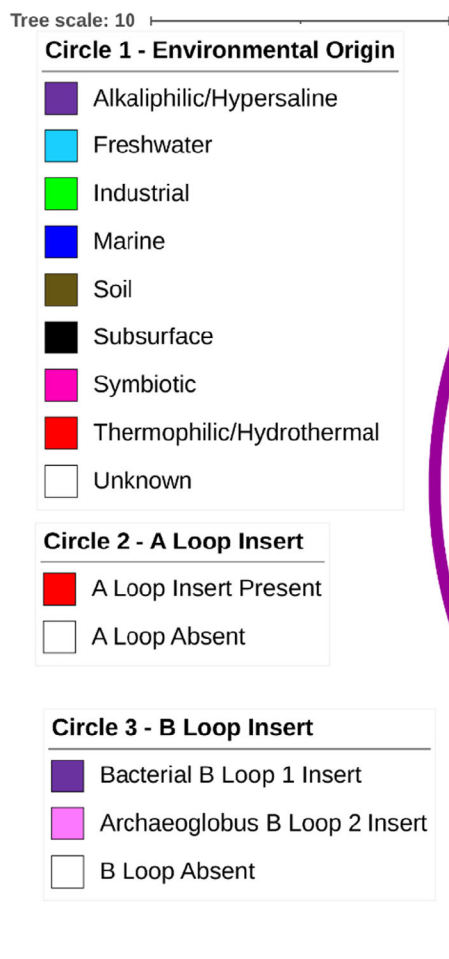 Tree scale: 10
Circle 1 - Environmental Origin
Alkaliphilic/Hypersaline
Freshwater
Industrial
Marine
Soil
Subsurface
Symbiotic
Thermophilic/Hydrothermal
Unknown
Circle 2 - A Loop Insert
A Loop Insert Present
A Loop Absent
Circle 3 - B Loop Insert
Bacterial B Loop 1 Insert
Archaeoglobus B Loop 2 Insert
B Loop Absent